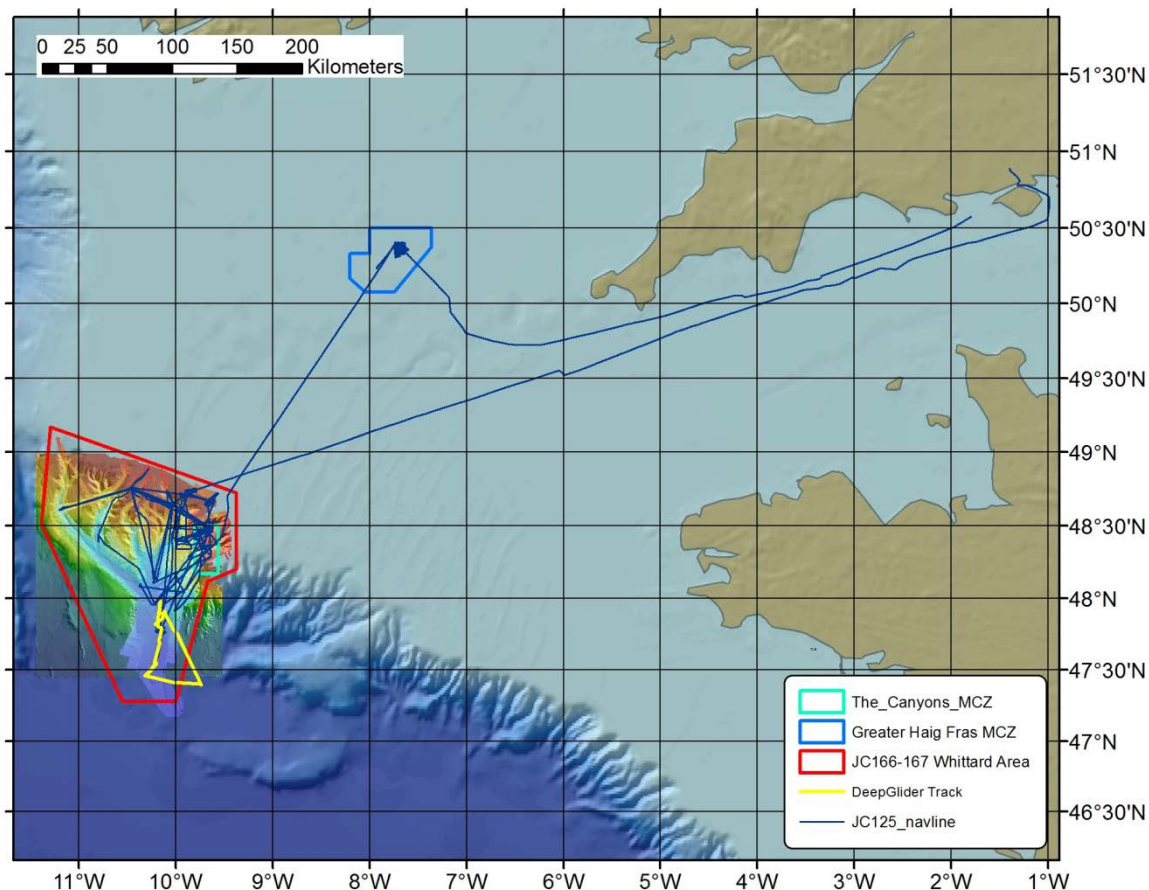 0 25 50 100 150 200
Kilometers
51°30'N
51°N
50°30'N
50°N
49°30'N
49°N
48°30'N
48°N
47°30'N
47°N
46°30'N
The_Canyons_MCZ
Greater Haig Fras MCZ
JC166-167 Whittard Area
DeepGlider Track
JC125_navline
11°W 10°W 9°W 8°W 7°W 6°W 5°W 4°W 3°W 2°W 1°W